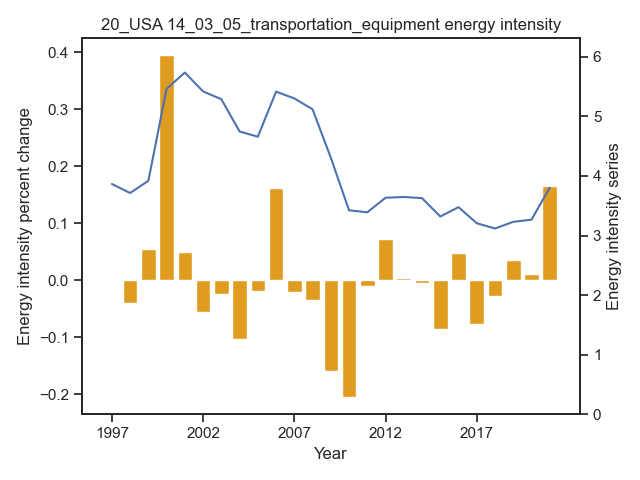 20_USA 14_03_05_transportation_equipment energy intensity
Energy intensity percent change
0.4
0.3
0.2
0.1
0.0
−0.1
−0.2
6
5
4
3
2
1
0
Energy intensity series
1997 2002 2007 2012 2017
Year